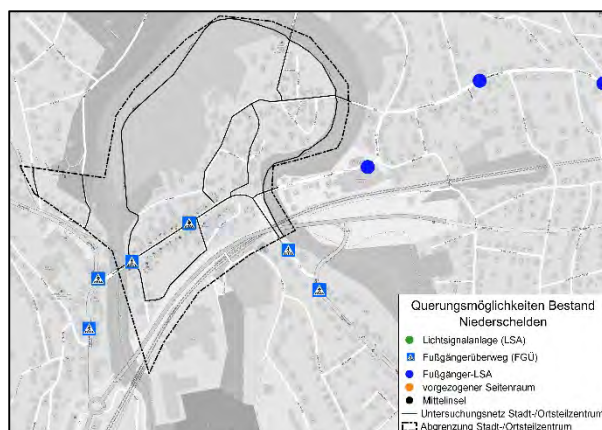 Querungsmöglichkeiten Bestand
Niederschelden
Lichtsignalanlage (LSA)
Fußgängerüberweg (FGÜ)
Fußgänger-LSA
vorgezogener Seitenraum
Mittelinsel
Untersuchungsnetz Stadt-/Ortsteilzentrum
Abgrenzung Stadt-/Ortsteilzentrum